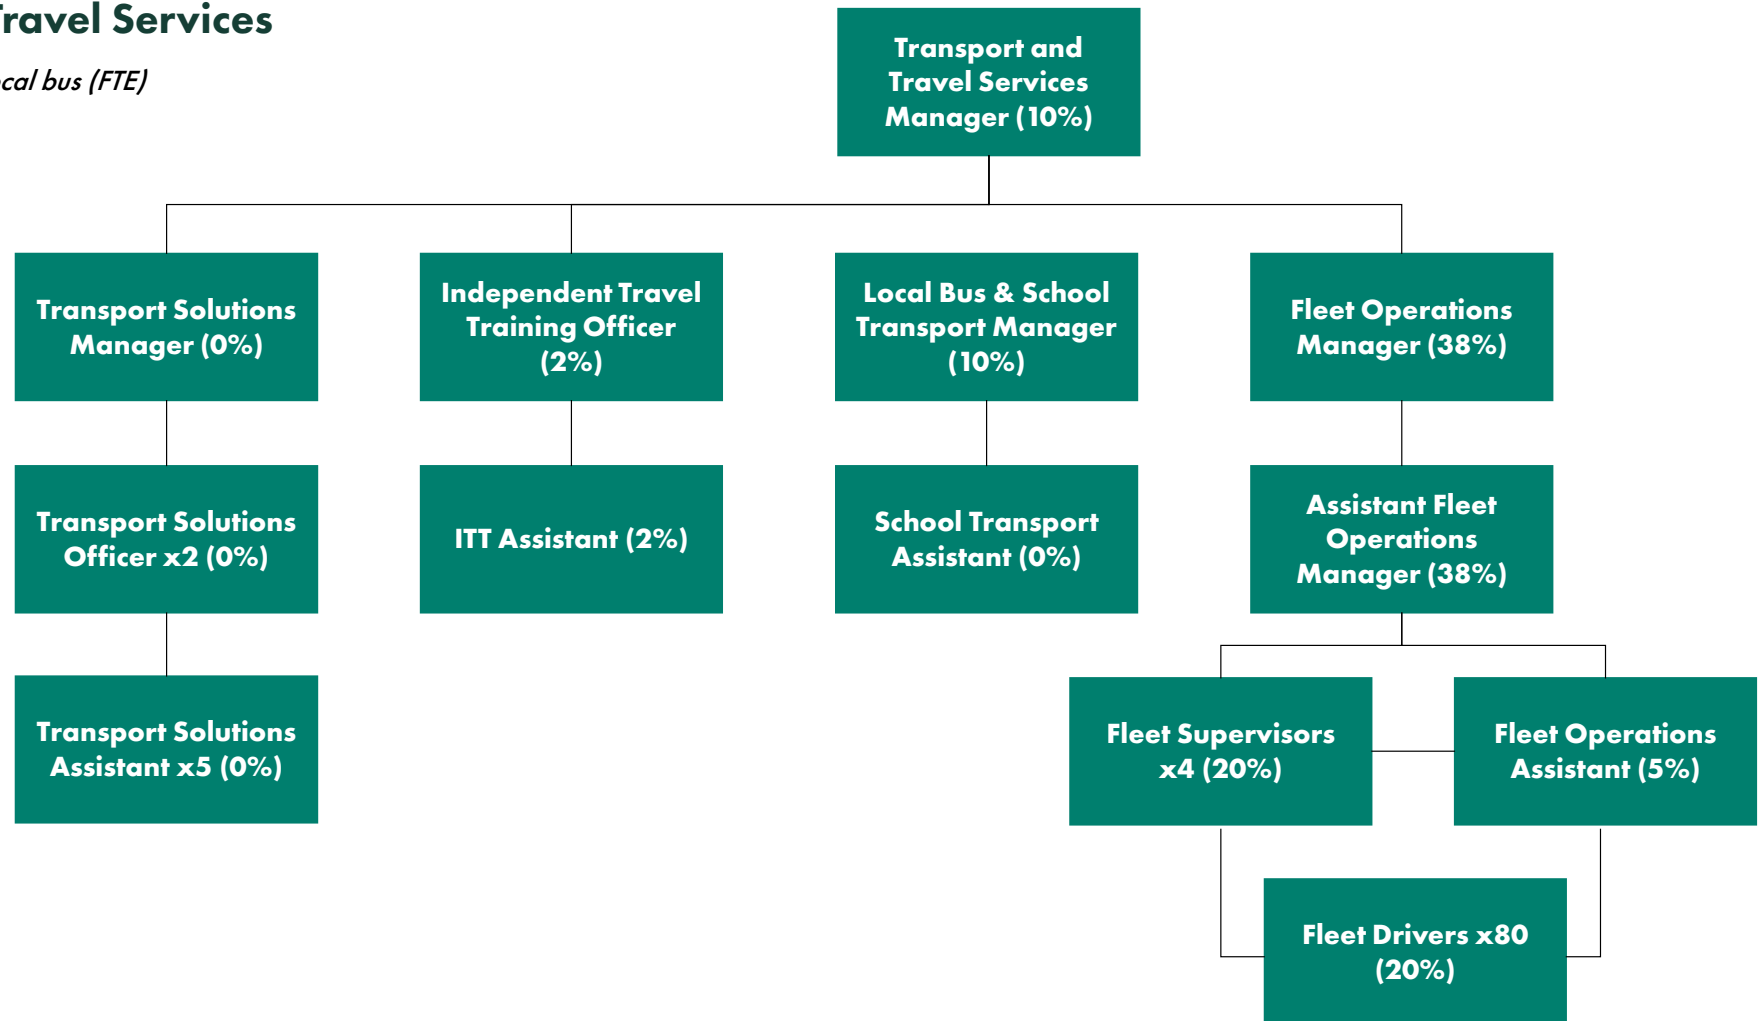 Travel Services
ocal bus (FTE)
Transport and
Travel Services
Manager (10%)
Transport Solutions
Manager (0%)
Independent Travel
Training Officer
(2%)
Local Bus & School
Transport Manager
(10%)
Fleet Operations
Manager (38%)
Transport Solutions
Officer x2 (0%)
ITT Assistant (2%)
School Transport
Assistant (0%)
Assistant Fleet
Operations
Manager (38%)
Transport Solutions
Assistant x5 (0%)
Fleet Supervisors
x4 (20%)
Fleet Operations
Assistant (5%)
Fleet Drivers x80
(20%)